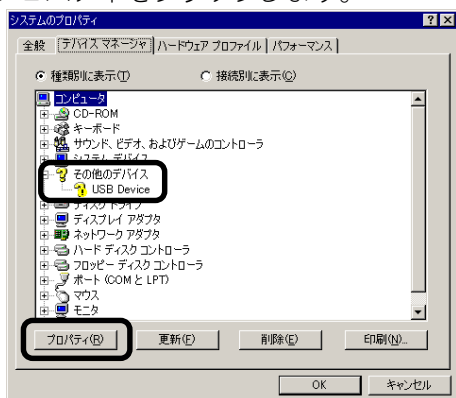 をクリックします。
システムのプロパティ
全般 デバイス マネージャ ハードウェア プロファイル パフォーマンス
種類別に表示(T) 接続別に表示(C)
コンピュータ
CD-ROM
キーボード
サウンド、ビデオ、およびゲームのコントローラ
システム デバイス
その他のデバイス
USB Device
ディスク ドライブ
ディスプレイ アダプタ
ネットワーク アダプタ
ハード ディスク コントローラ
フロッピー ディスク コントローラ
ポート (COM と LPT)
マウス
モニタ
プロパティ(R) 更新(F) 削除(E) 印刷(N)...
OK キャンセル